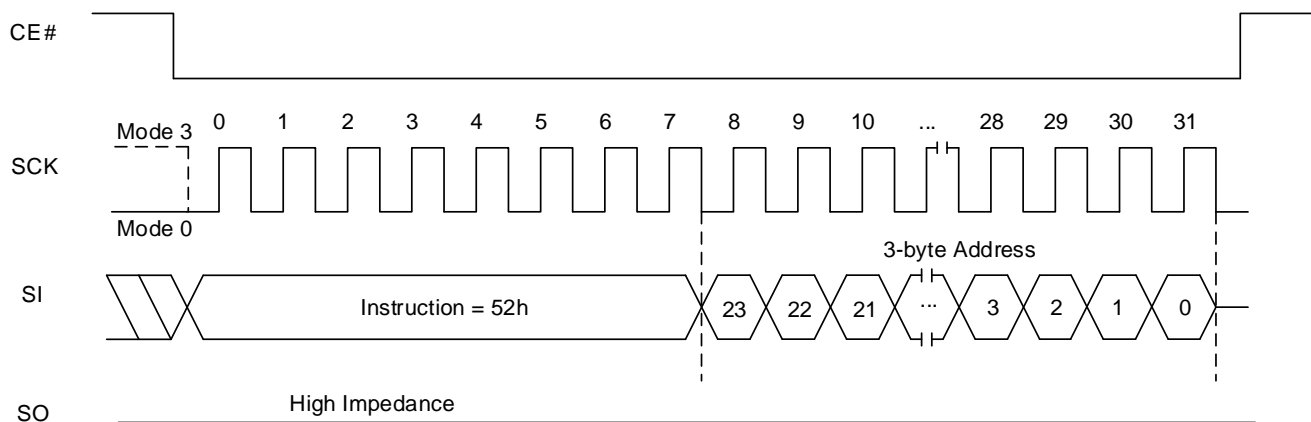 CE#
Mode 3
0 1 2 3 4 5 6 7 8 9 10 ... 28 29 30 31
SCK
Mode 0
3-byte Address
SI
Instruction = 52h
23 22 21 ... 3 2 1 0
High Impedance
SO